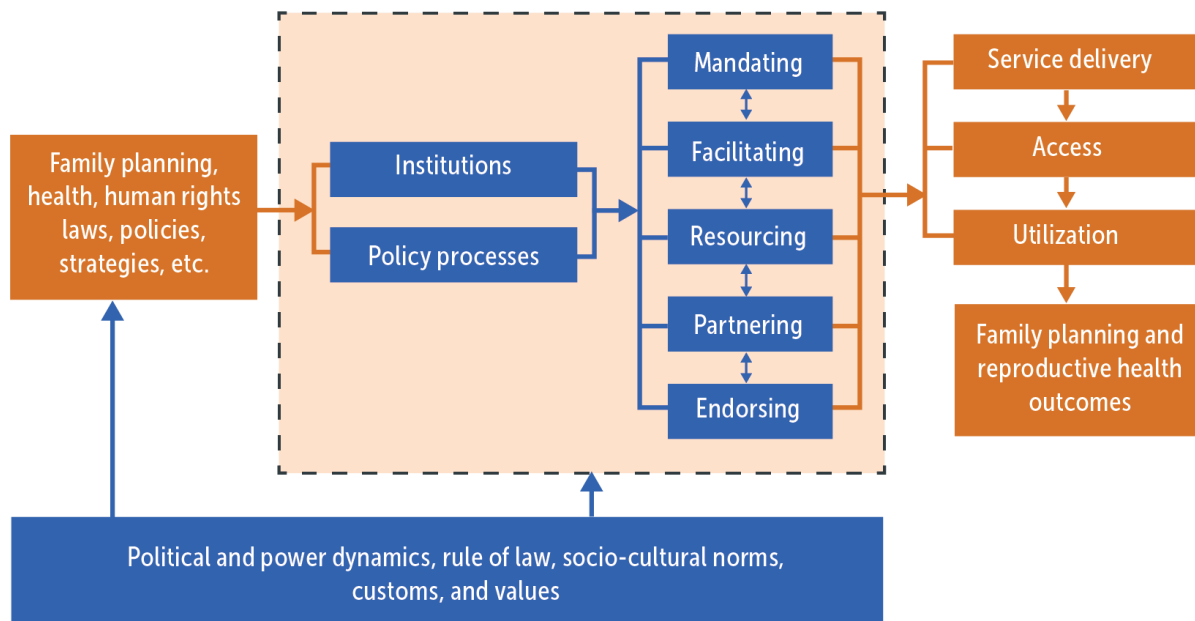 Family planning,
health, human rights
laws, policies,
strategies, etc.
Institutions
Policy processes
Mandating
Facilitating
Resourcing
Partnering
Endorsing
Service delivery
Access
Utilization
Family planning and
reproductive health
outcomes
Political and power dynamics, rule of law, socio-cultural norms,
customs, and values